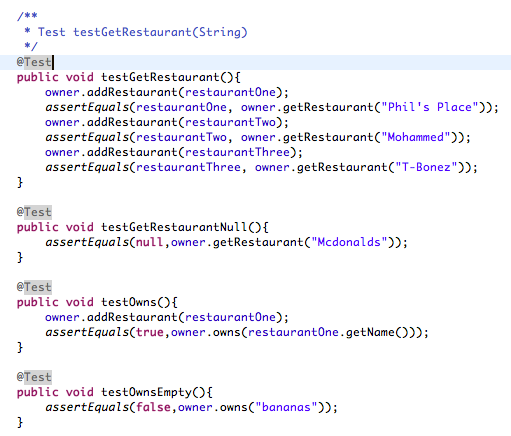 /**
 * Test testGetRestaurant(String)
 */
@Test
public void testGetRestaurant(){
    owner.addRestaurant(restaurantOne);
    assertEquals(restaurantOne, owner.getRestaurant("Phil's Place"));
    owner.addRestaurant(restaurantTwo);
    assertEquals(restaurantTwo, owner.getRestaurant("Mohammed"));
    owner.addRestaurant(restaurantThree);
    assertEquals(restaurantThree, owner.getRestaurant("T-Bonez"));
}

@Test
public void testGetRestaurantNull(){
    assertEquals(null,owner.getRestaurant("Mcdonalds"));
}

@Test
public void testOwns(){
    owner.addRestaurant(restaurantOne);
    assertEquals(true,owner.owns(restaurantOne.getName()));
}

@Test
public void testOwnsEmpty(){
    assertEquals(false,owner.owns("bananas"));
}